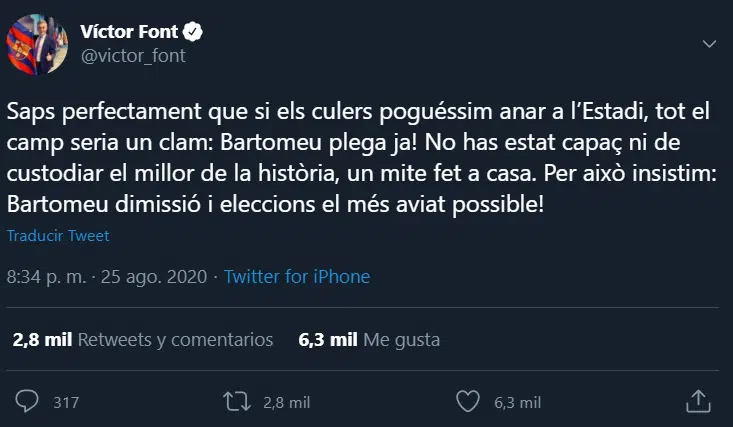 Víctor Font
@victor_font
Saps perfectament que si els culers poguéssim anar a l’Estadi, tot el
camp seria un clam: Bartomeu plega ja! No has estat capaç ni de
custodiar el millor de la història, un mite fet a casa. Per això insistim:
Bartomeu dimissió i eleccions el més aviat possible!
Traducir Tweet
8:34 p. m. · 25 ago. 2020 · Twitter for iPhone
2,8 mil Retweets y comentarios 6,3 mil Me gusta
317 2,8 mil 6,3 mil